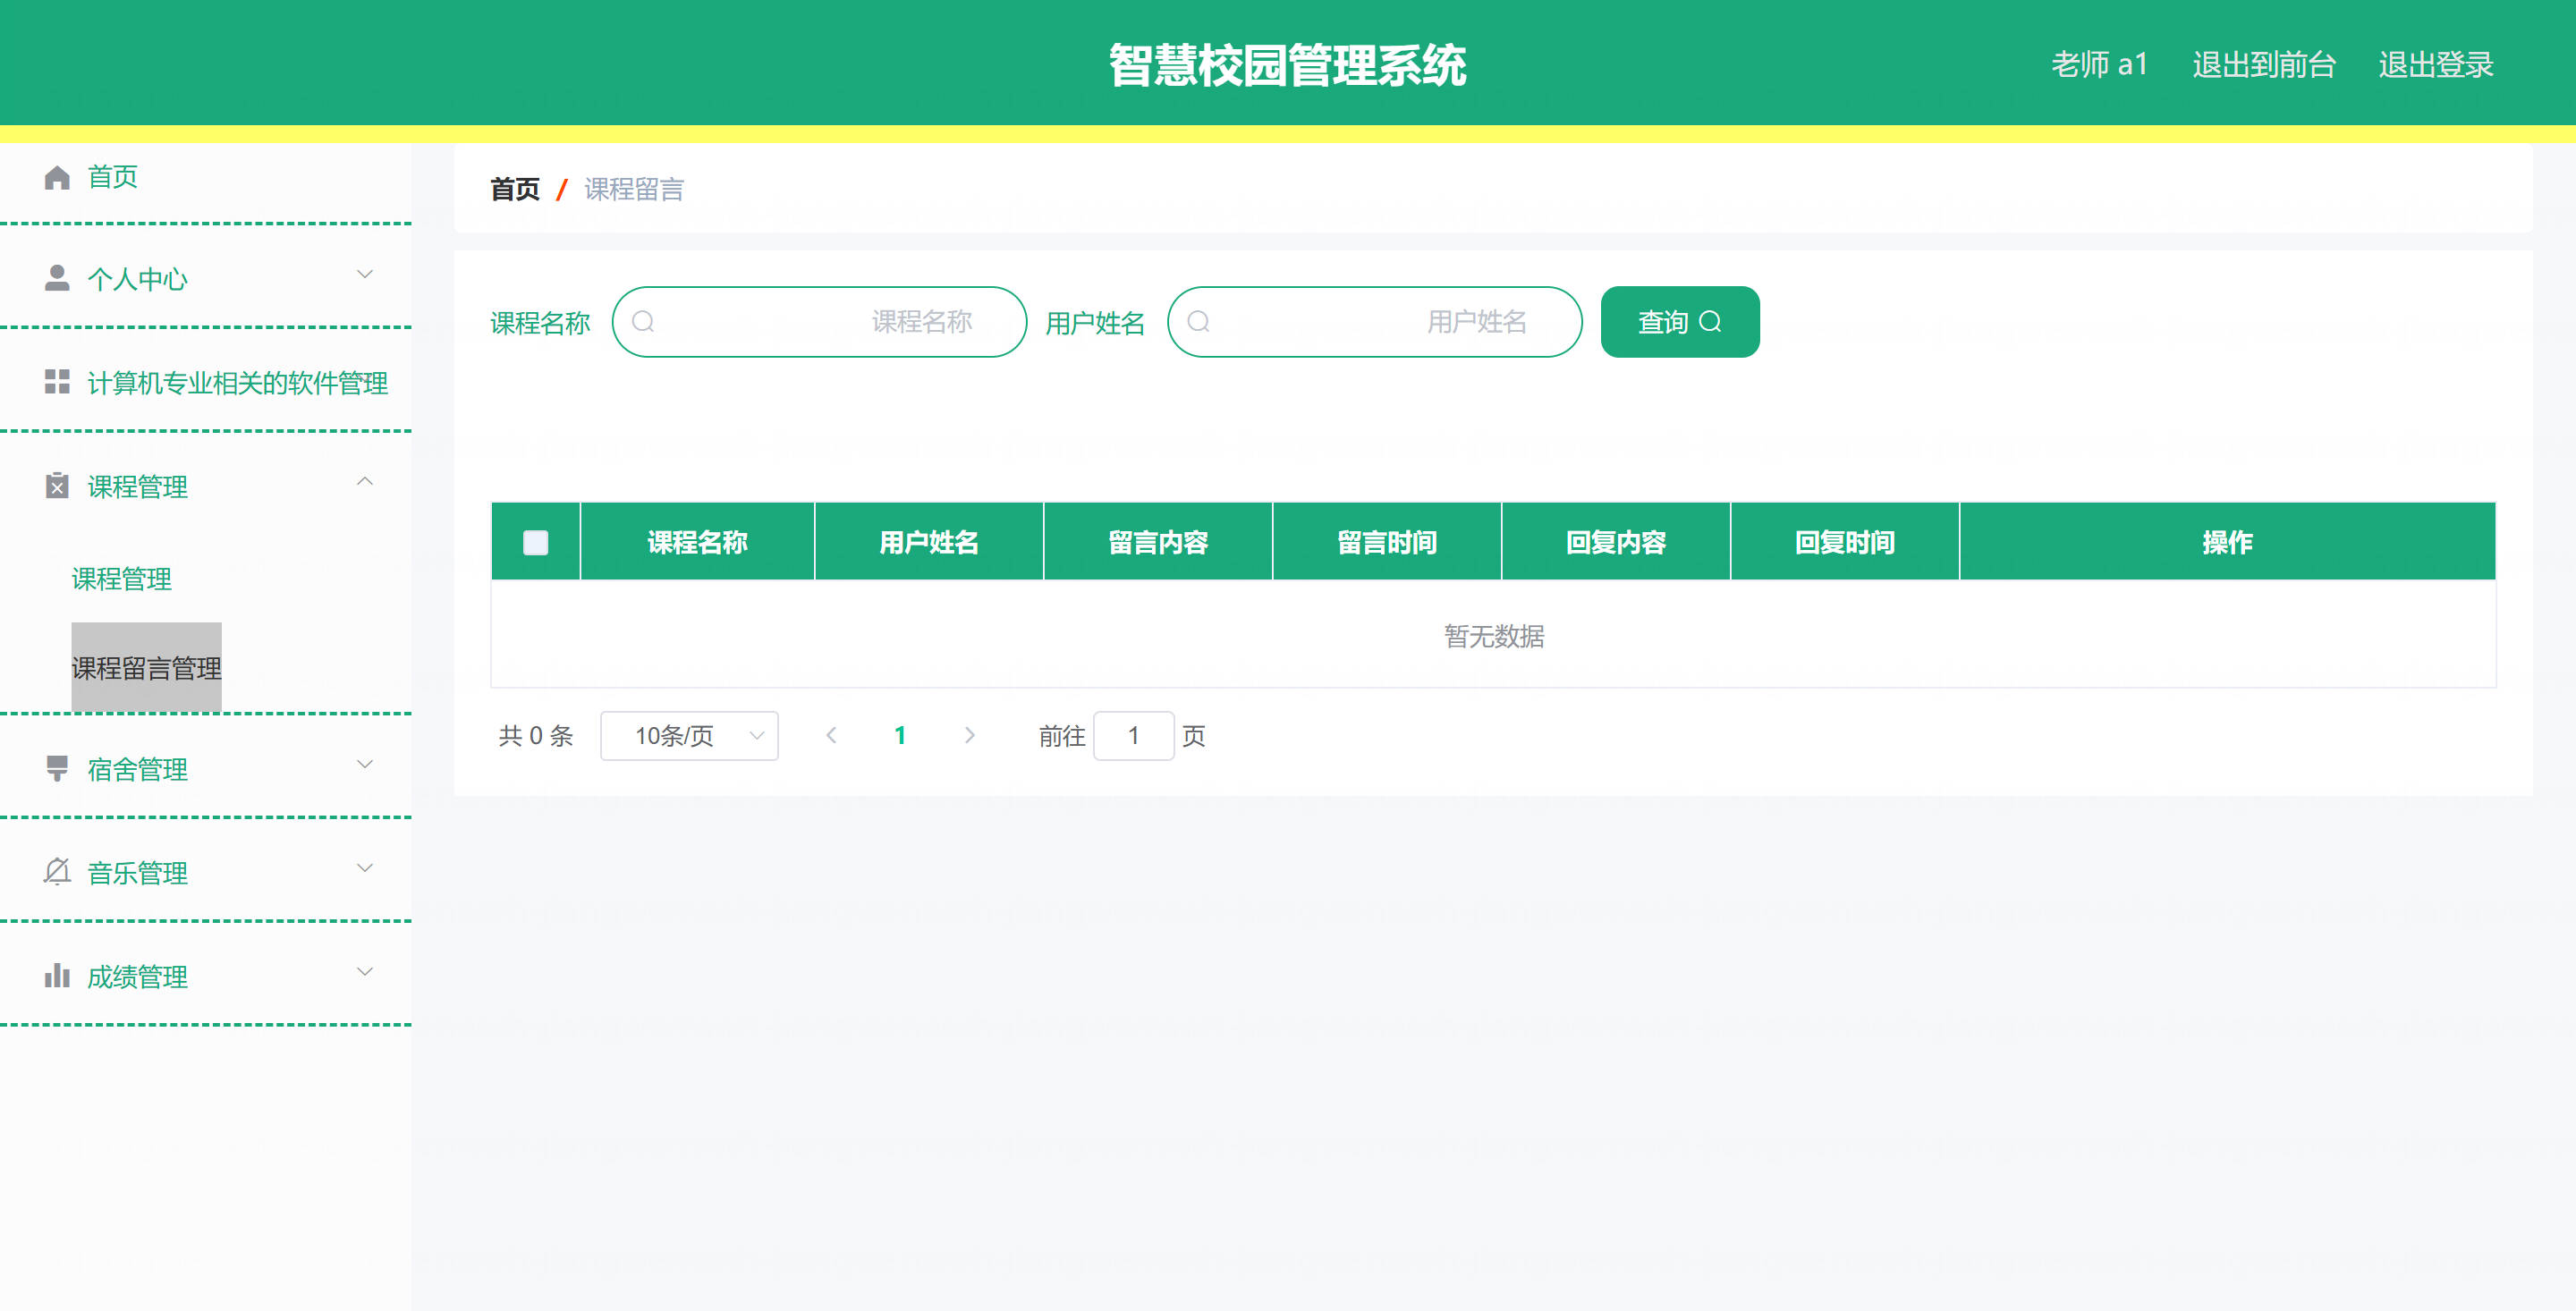 智慧校园管理系统
老师 a1 退出到前台 退出登录
首页
个人中心
计算机专业相关的软件管理
课程管理
课程管理
课程留言管理
宿舍管理
音乐管理
成绩管理
首页 / 课程留言
课程名称 课程名称 用户姓名 用户姓名 查询
课程名称 用户姓名 留言内容 留言时间 回复内容 回复时间 操作
暂无数据
共 0 条 10条/页 1 前往 1 页